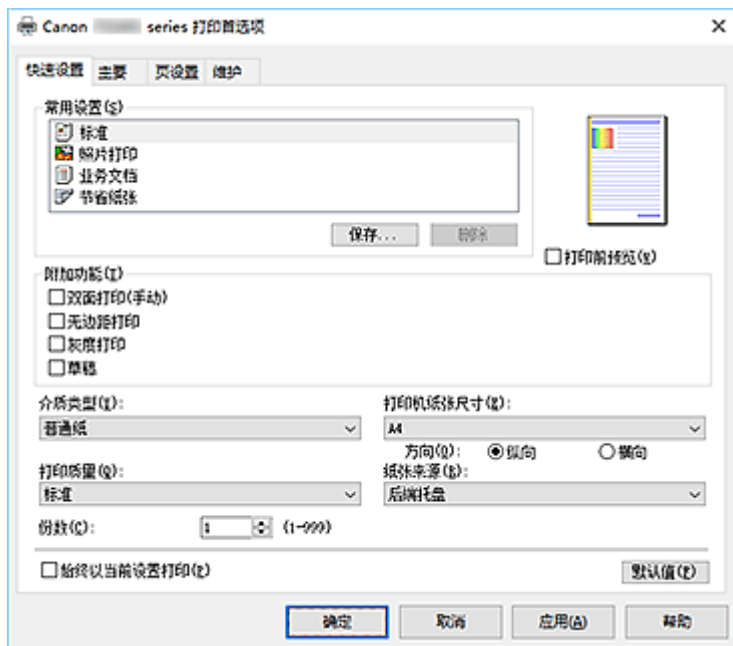 Canon series 打印首选项
快速设置 主要 页设置 维护
常用设置(S)
标准
照片打印
业务文档
节省纸张
保存... 删除
打印前预览(V)
附加功能(T)
双面打印(手动)
无边距打印
灰度打印
草稿
介质类型(Y): 打印机纸张尺寸(Z):
普通纸 A4
方向(O): 纵向 横向
打印质量(Q): 纸张来源(B):
标准 后端托盘
份数(C): 1 (1-999)
始终以当前设置打印(P)
默认值(F)
确定 取消 应用(A) 帮助